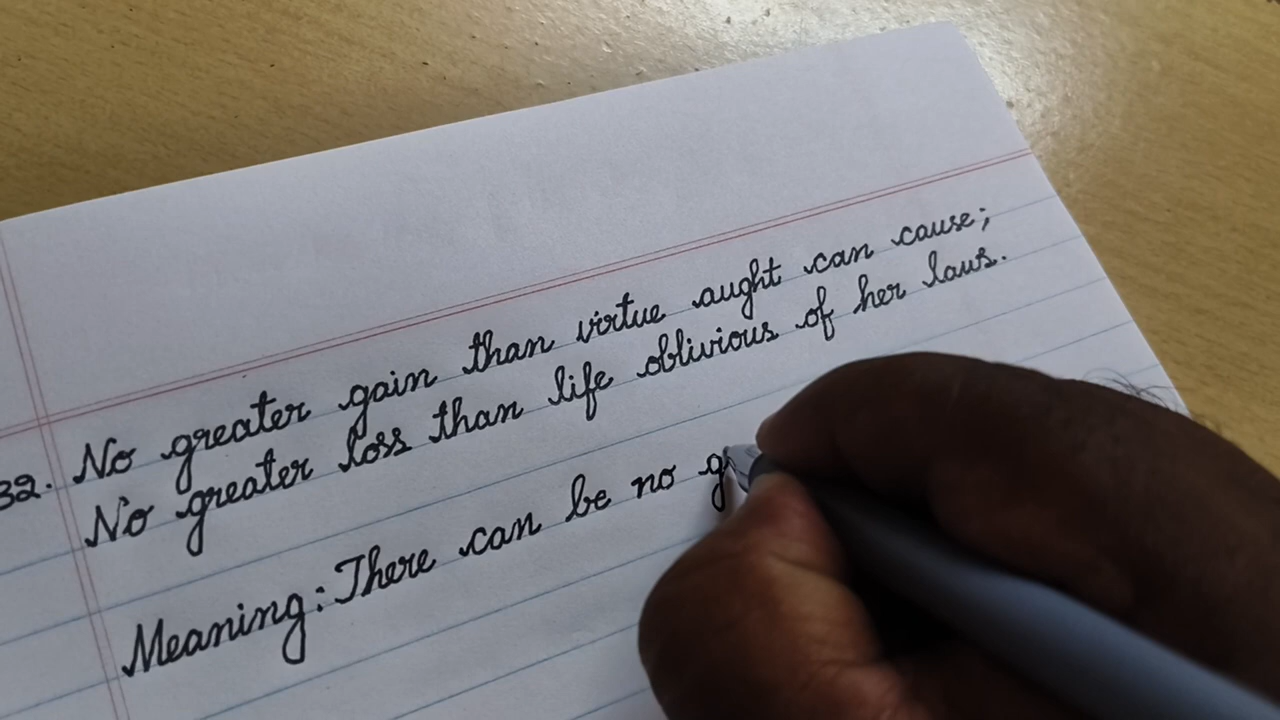 32. No greater gain than virtue aught can cause;
No greater loss than life oblivious of her laws.
Meaning: There can be no g